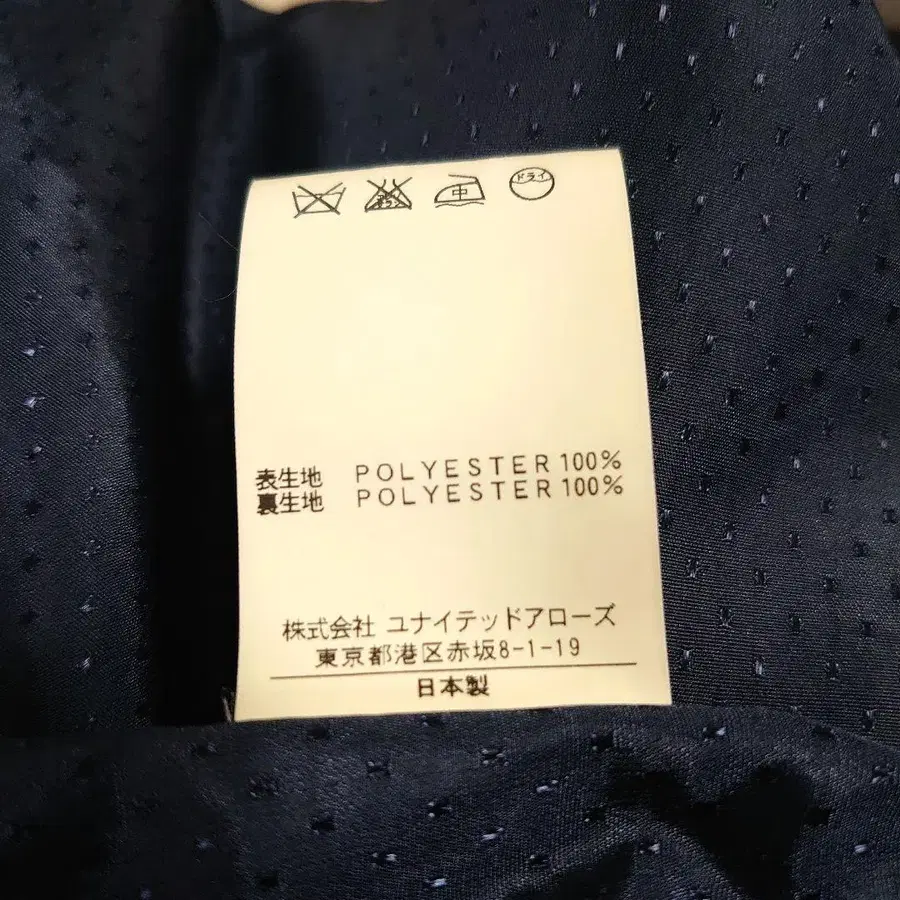 中 ドライ
表生地 POLYESTER 100%
裏生地 POLYESTER 100%
株式会社 ユナイテッドアローズ
東京都港区赤坂8-1-19
日本製